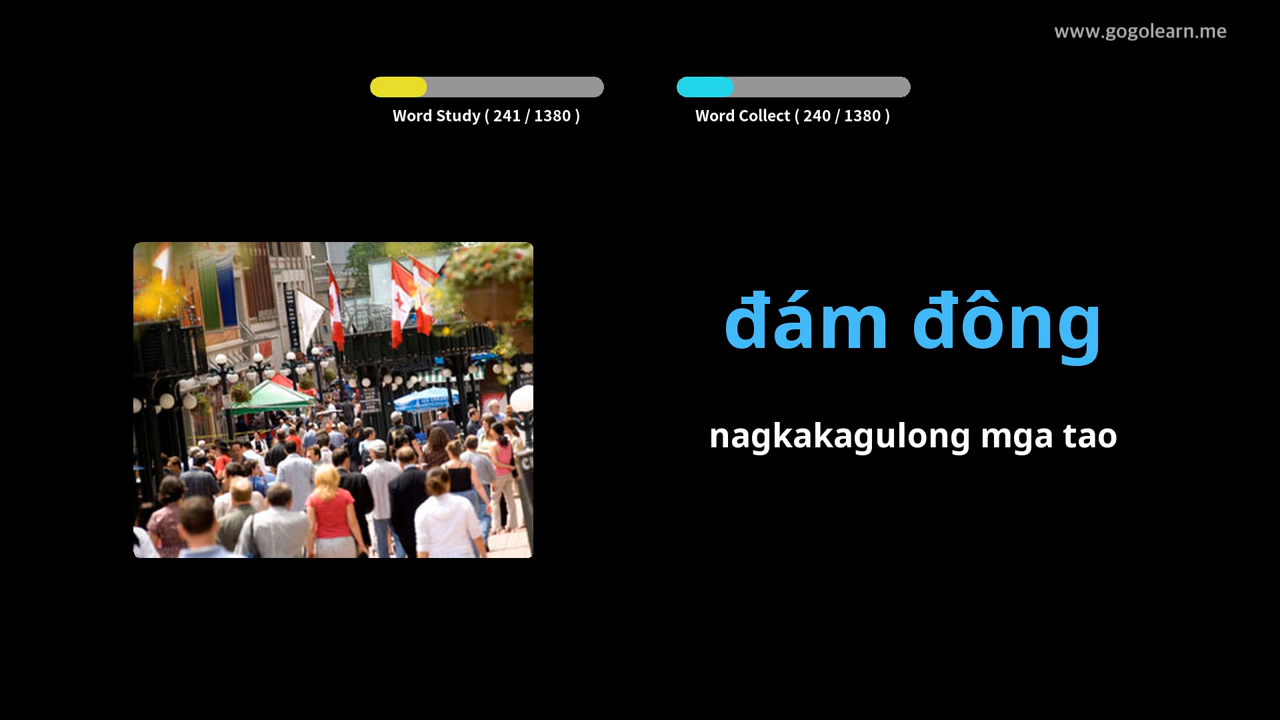 www.gogolearn.me
Word Study ( 241 / 1380 )
Word Collect ( 240 / 1380 )
đám đông
nagkakagulong mga tao